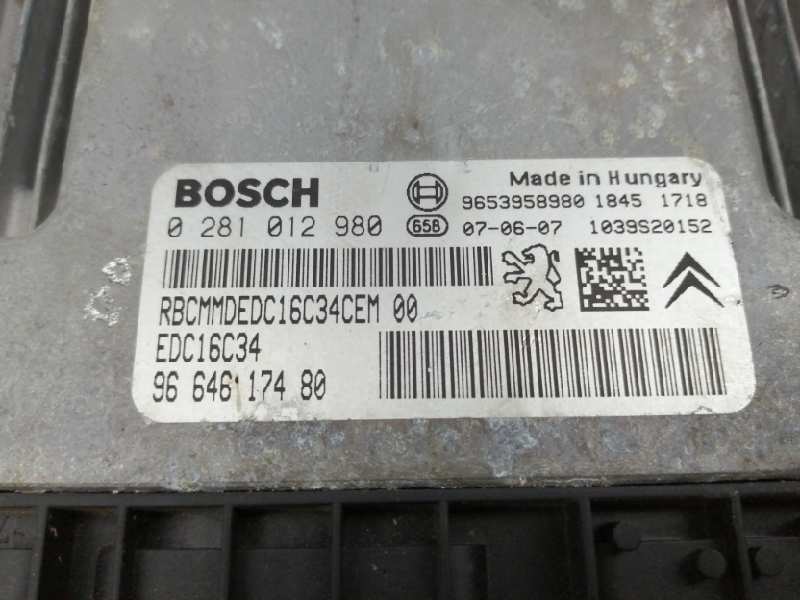 BOSCH
Made in Hungary
9653958980 1845 1718
0 281 012 980
656 07-06-07 1039S20152
RBCMMDEDC16C34CEM 00
EDC16C34
96 646 174 80